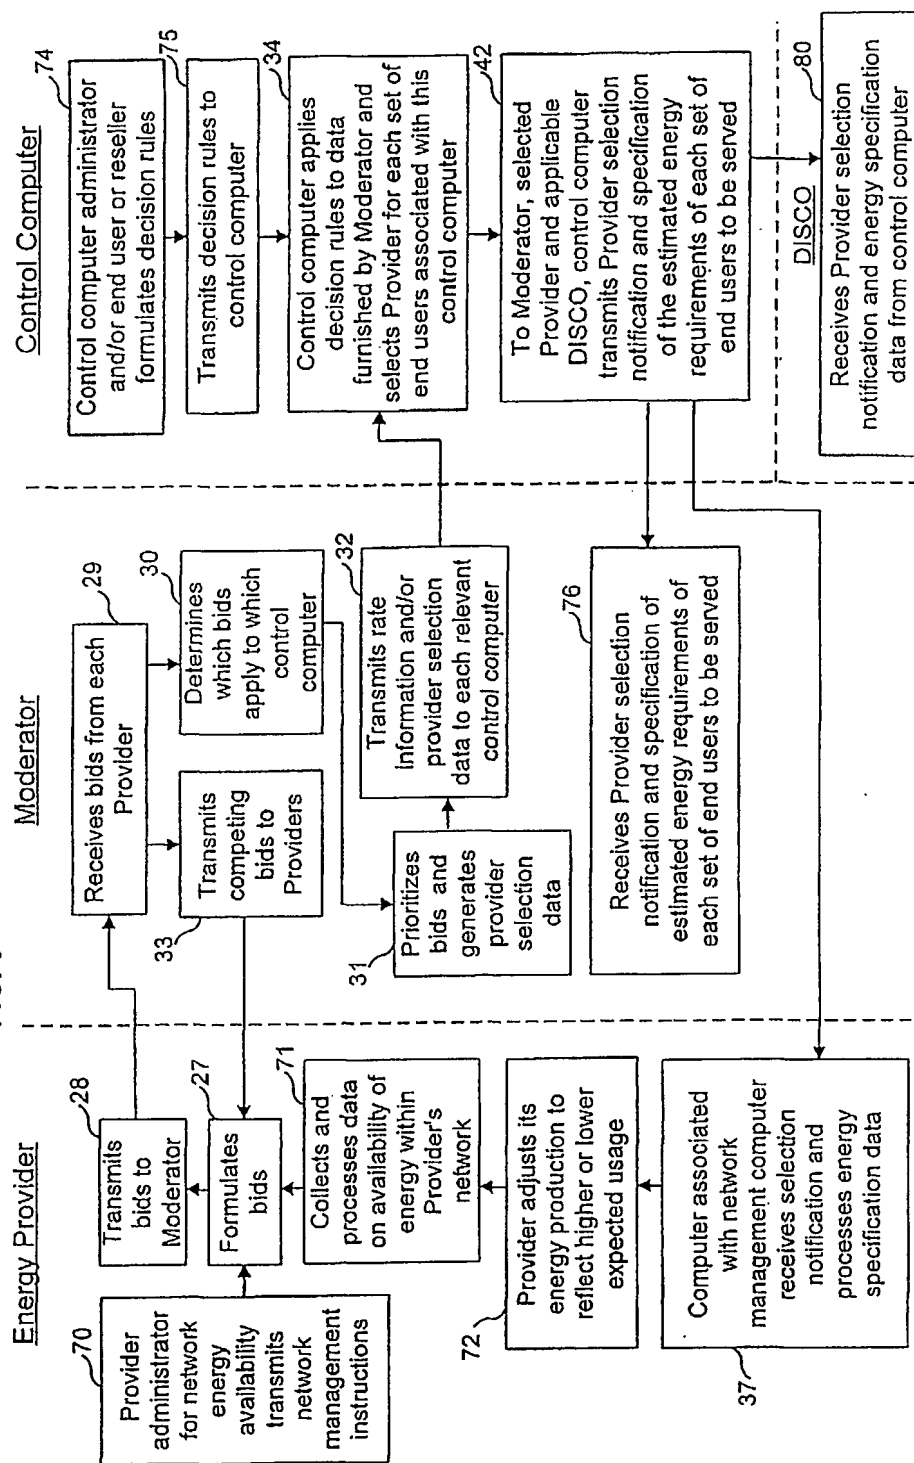 Energy Provider
70
Provider
administrator
for network
energy
availability
transmits
network
management
instructions
28
Transmits
bids to
Moderator
27
Formulates
bids
71
Collects and
processes data
on availability of
energy within
Provider's
network
72
Provider adjusts its
energy production to
reflect higher or lower
expected usage
37
Computer associated
with network
management computer
receives selection
notification and
processes energy
specification data
Moderator
29
Receives bids from each
Provider
33
Transmits
competing
bids to
Providers
30
Determines
which bids
apply to which
control
computer
31
Prioritizes
bids and
generates
provider
selection
data
32
Transmits rate
Information and/or
provider selection
data to each relevant
control computer
76
Receives Provider selection
notification and specification of
estimated energy requirements of
each set of end users to be served
Control Computer
74
Control computer administrator
and/or end user or reseller
formulates decision rules
75
Transmits decision rules to
control computer
34
Control computer applies
decision rules to data
furnished by Moderator and
selects Provider for each set of
end users associated with this
control computer
42
To Moderator, selected
Provider and applicable
DISCO, control computer
transmits Provider selection
notification and specification
of the estimated energy
requirements of each set of
end users to be served
DISCO
80
Receives Provider selection
notification and energy specification
data from control computer